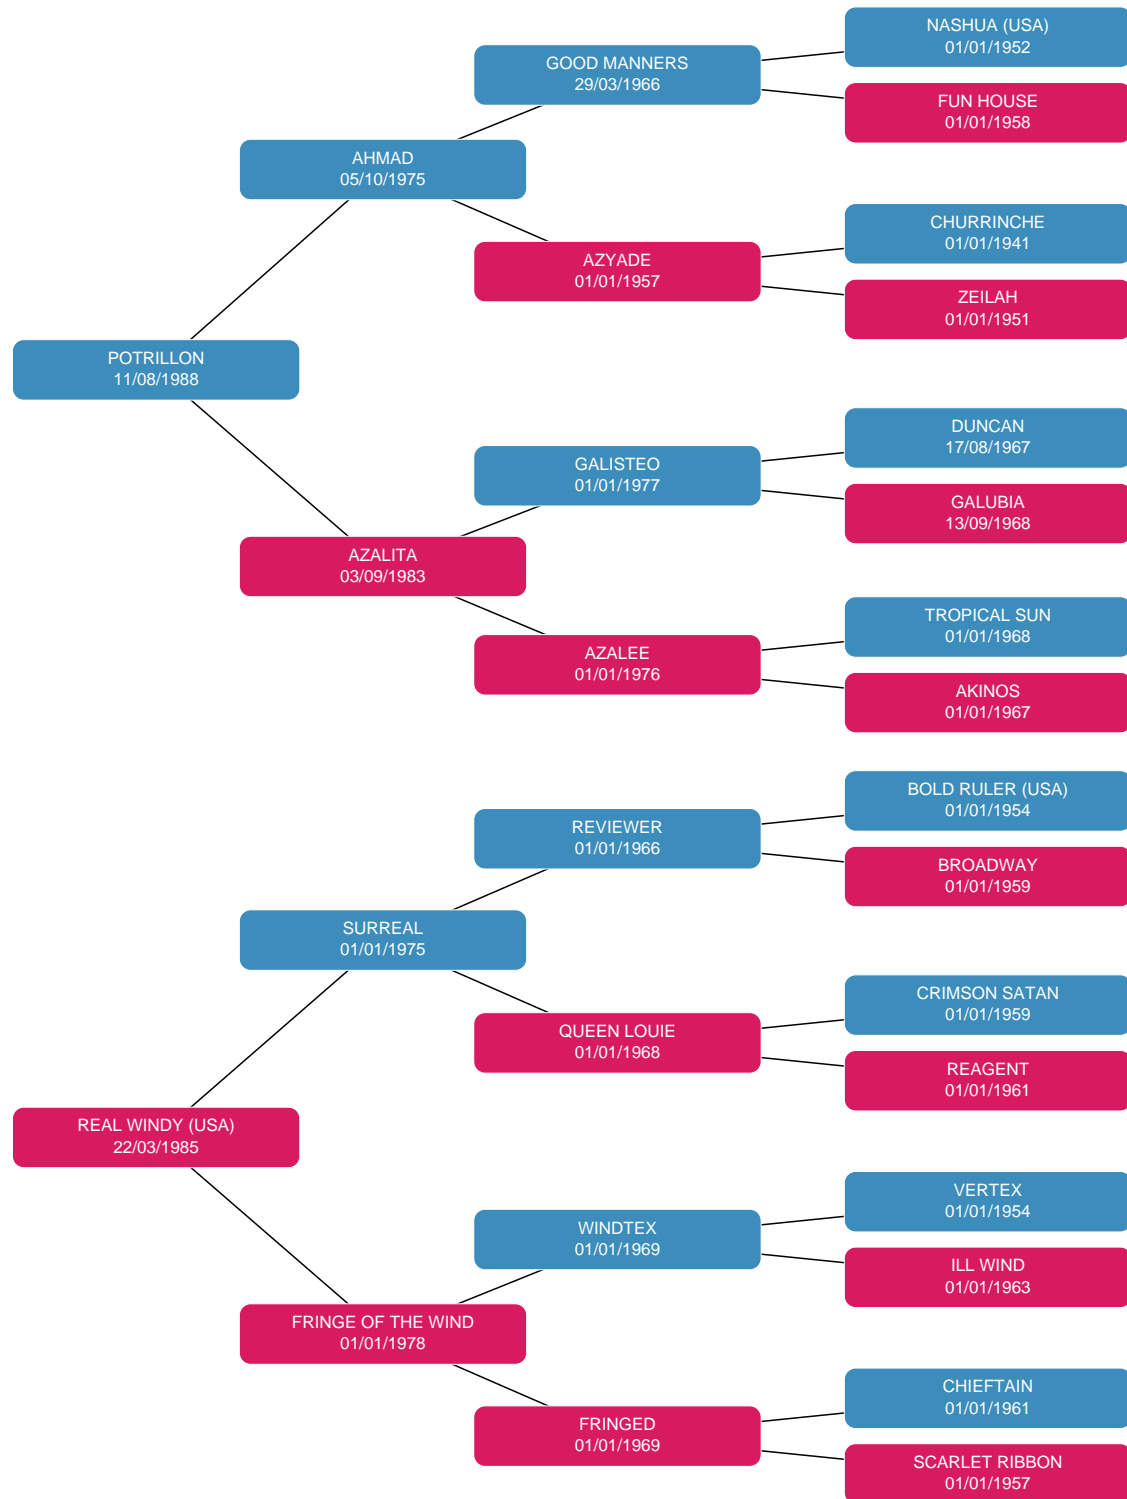 NASHUA (USA)
01/01/1952
GOOD MANNERS
29/03/1966
FUN HOUSE
01/01/1958
AHMAD
05/10/1975
CHURRINCHE
01/01/1941
AZYADE
01/01/1957
ZEILAH
01/01/1951
POTRILLON
11/08/1988
DUNCAN
17/08/1967
GALISTEO
01/01/1977
GALUBIA
13/09/1968
AZALITA
03/09/1983
TROPICAL SUN
01/01/1968
AZALEE
01/01/1976
AKINOS
01/01/1967
BOLD RULER (USA)
01/01/1954
REVIEWER
01/01/1966
BROADWAY
01/01/1959
SURREAL
01/01/1975
CRIMSON SATAN
01/01/1959
QUEEN LOUIE
01/01/1968
REAGENT
01/01/1961
REAL WINDY (USA)
22/03/1985
VERTEX
01/01/1954
WINDTEX
01/01/1969
ILL WIND
01/01/1963
FRINGE OF THE WIND
01/01/1978
CHIEFTAIN
01/01/1961
FRINGED
01/01/1969
SCARLET RIBBON
01/01/1957